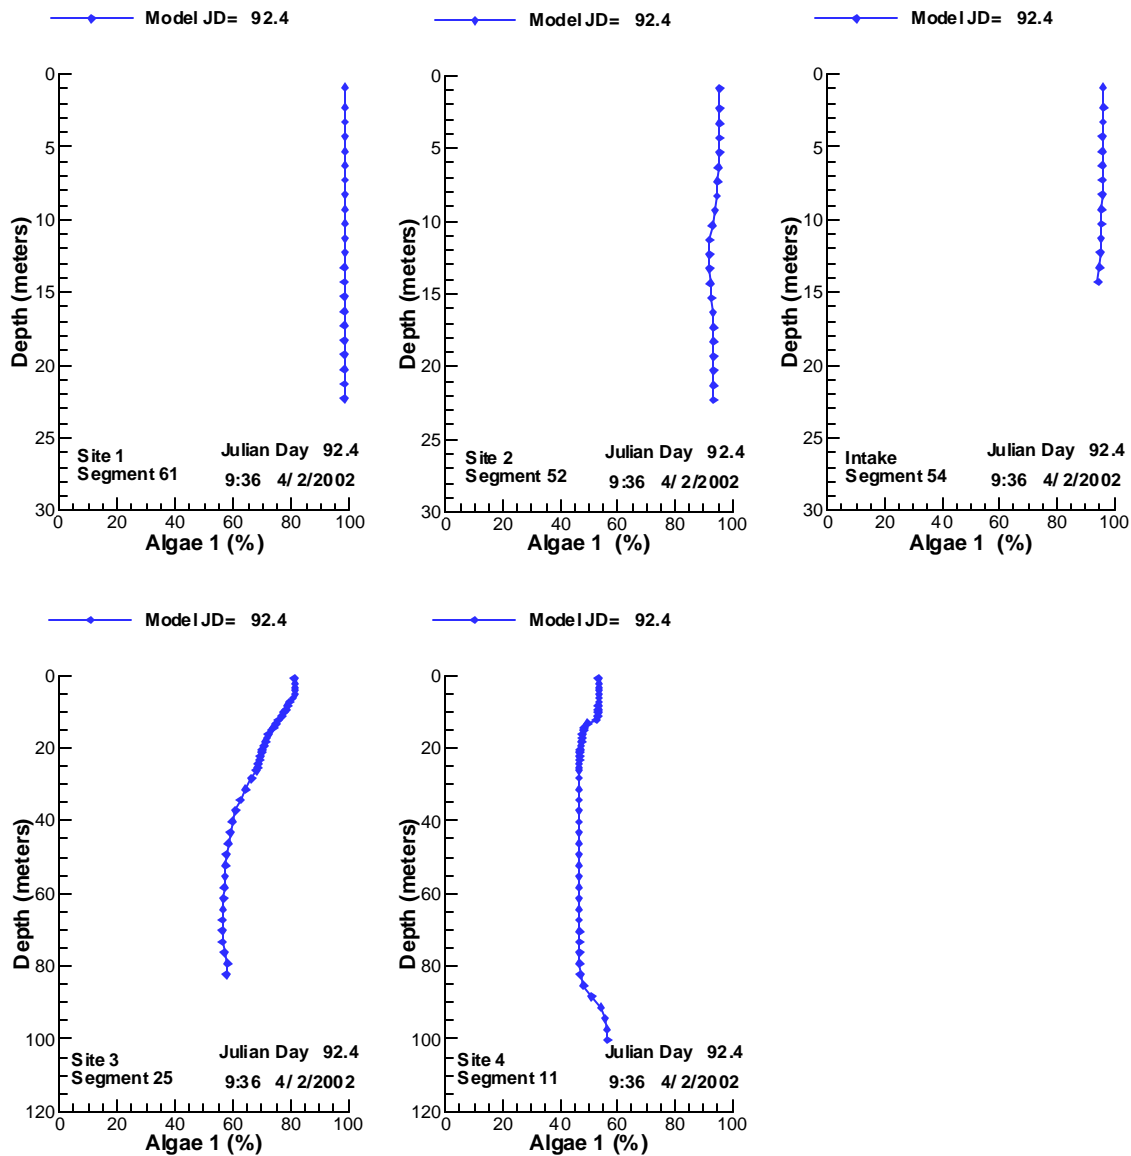 Model JD= 92.4
Model JD= 92.4
Model JD= 92.4
0
5
10
15
20
25
30
Depth (meters)
Site 1
Segment 61
Julian Day 92.4
9:36 4/ 2/2002
0 20 40 60 80 100
Algae 1 (%)
0
5
10
15
20
25
30
Depth (meters)
Site 2
Segment 52
Julian Day 92.4
9:36 4/ 2/2002
0 20 40 60 80 100
Algae 1 (%)
0
5
10
15
20
25
30
Depth (meters)
Intake
Segment 54
Julian Day 92.4
9:36 4/ 2/2002
0 20 40 60 80 100
Algae 1 (%)
Model JD= 92.4
Model JD= 92.4
0
20
40
60
80
100
120
Depth (meters)
Site 3
Segment 25
Julian Day 92.4
9:36 4/ 2/2002
0 20 40 60 80 100
Algae 1 (%)
0
20
40
60
80
100
120
Depth (meters)
Site 4
Segment 11
Julian Day 92.4
9:36 4/ 2/2002
0 20 40 60 80 100
Algae 1 (%)